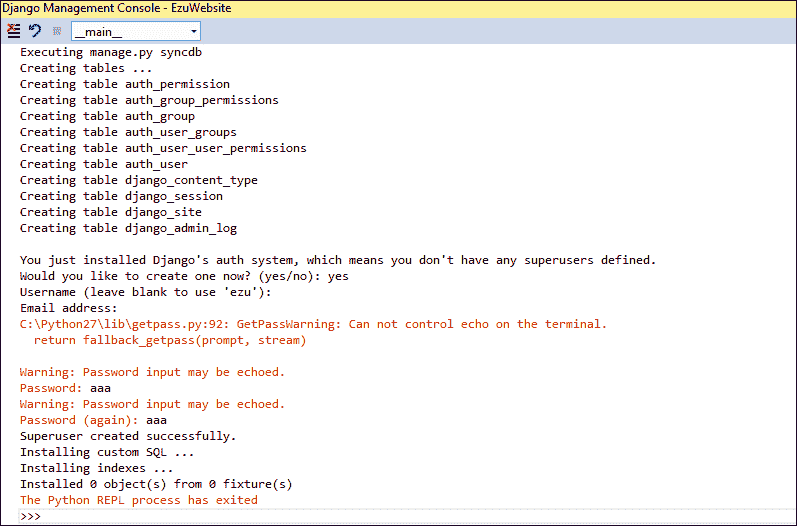 Django Management Console - EzuWebsite
__main__
Executing manage.py syncdb
Creating tables ...
Creating table auth_permission
Creating table auth_group_permissions
Creating table auth_group
Creating table auth_user_groups
Creating table auth_user_user_permissions
Creating table auth_user
Creating table django_content_type
Creating table django_session
Creating table django_site
Creating table django_admin_log
You just installed Django's auth system, which means you don't have any superusers defined.
Would you like to create one now? (yes/no): yes
Username (leave blank to use 'ezu'):
Email address:
C:\Python27\lib\getpass.py:92: GetPassWarning: Can not control echo on the terminal.
  return fallback_getpass(prompt, stream)
Warning: Password input may be echoed.
Password: aaa
Warning: Password input may be echoed.
Password (again): aaa
Superuser created successfully.
Installing custom SQL ...
Installing indexes ...
Installed 0 object(s) from 0 fixture(s)
The Python REPL process has exited
>>>